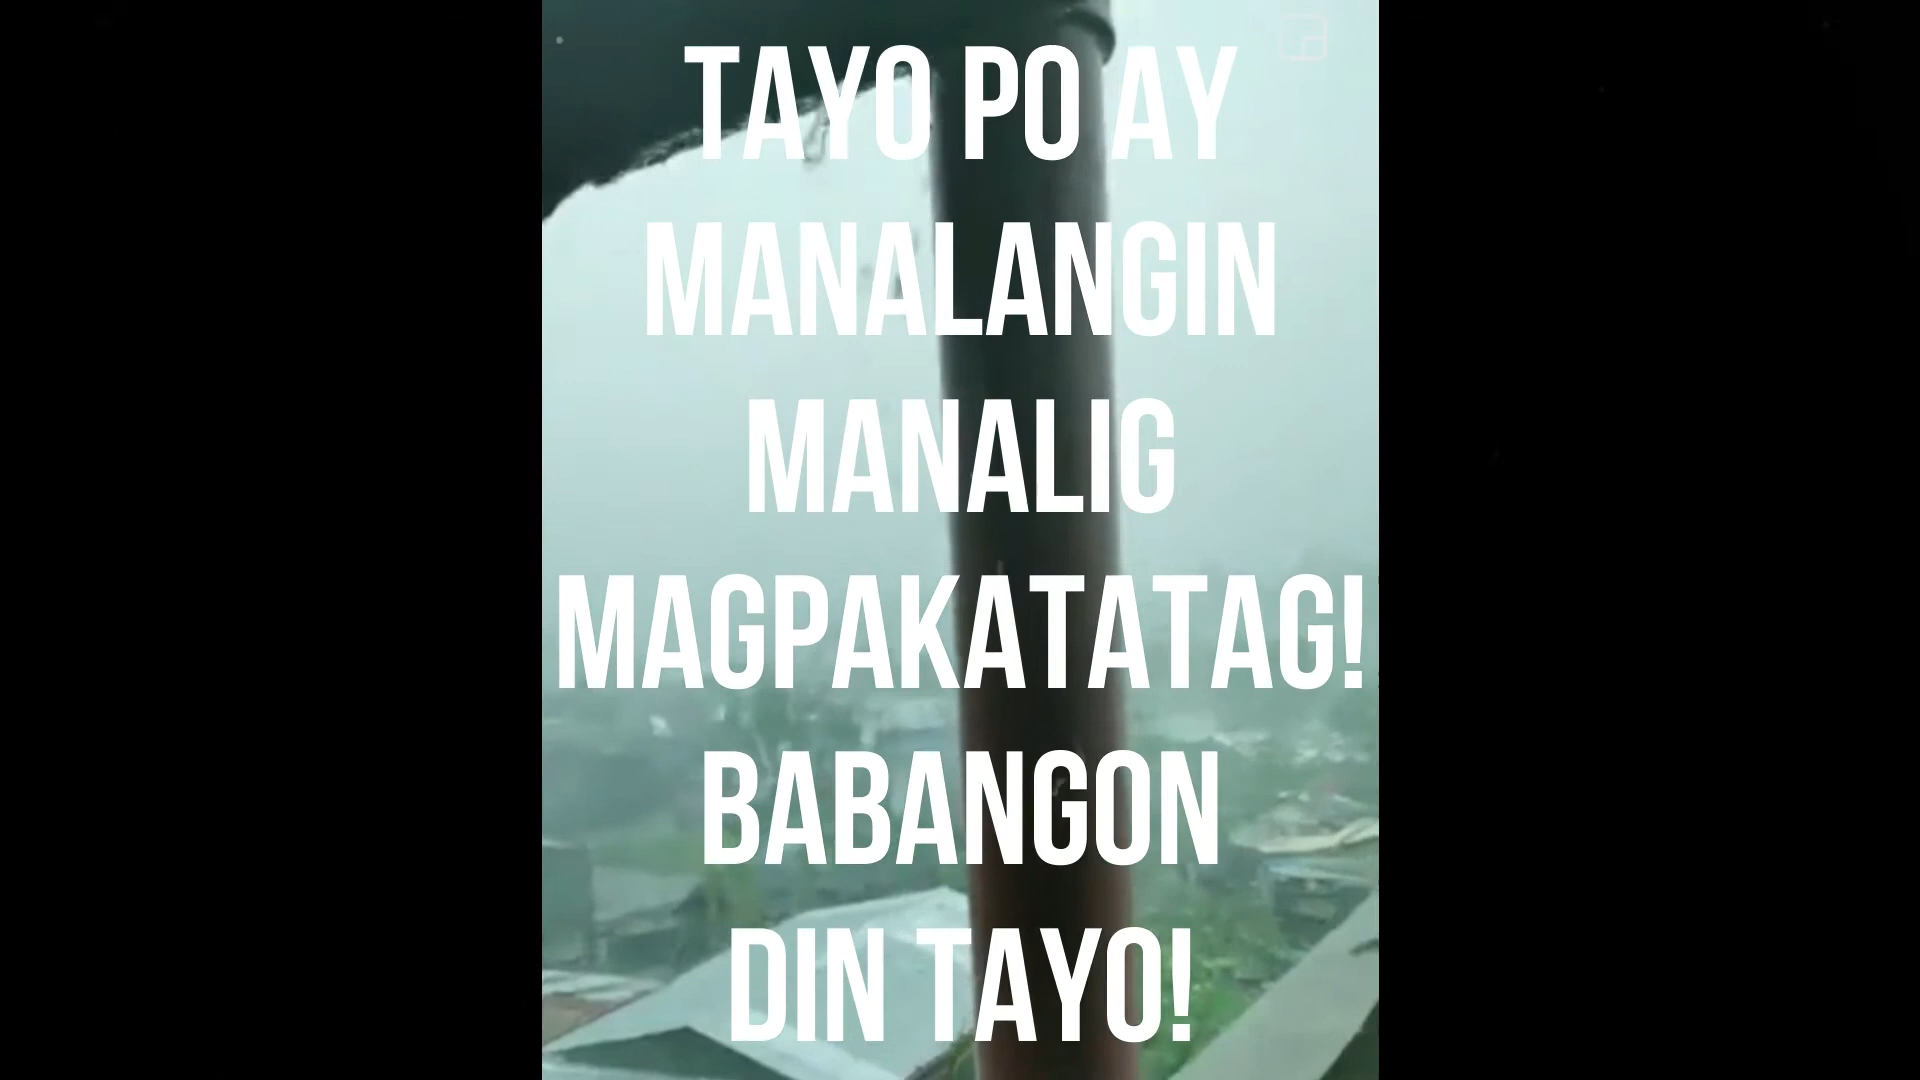 TAYO PO AY
MANALANGIN
MANALIG
MAGPAKATATAG!
BABANGON
DIN TAYO!